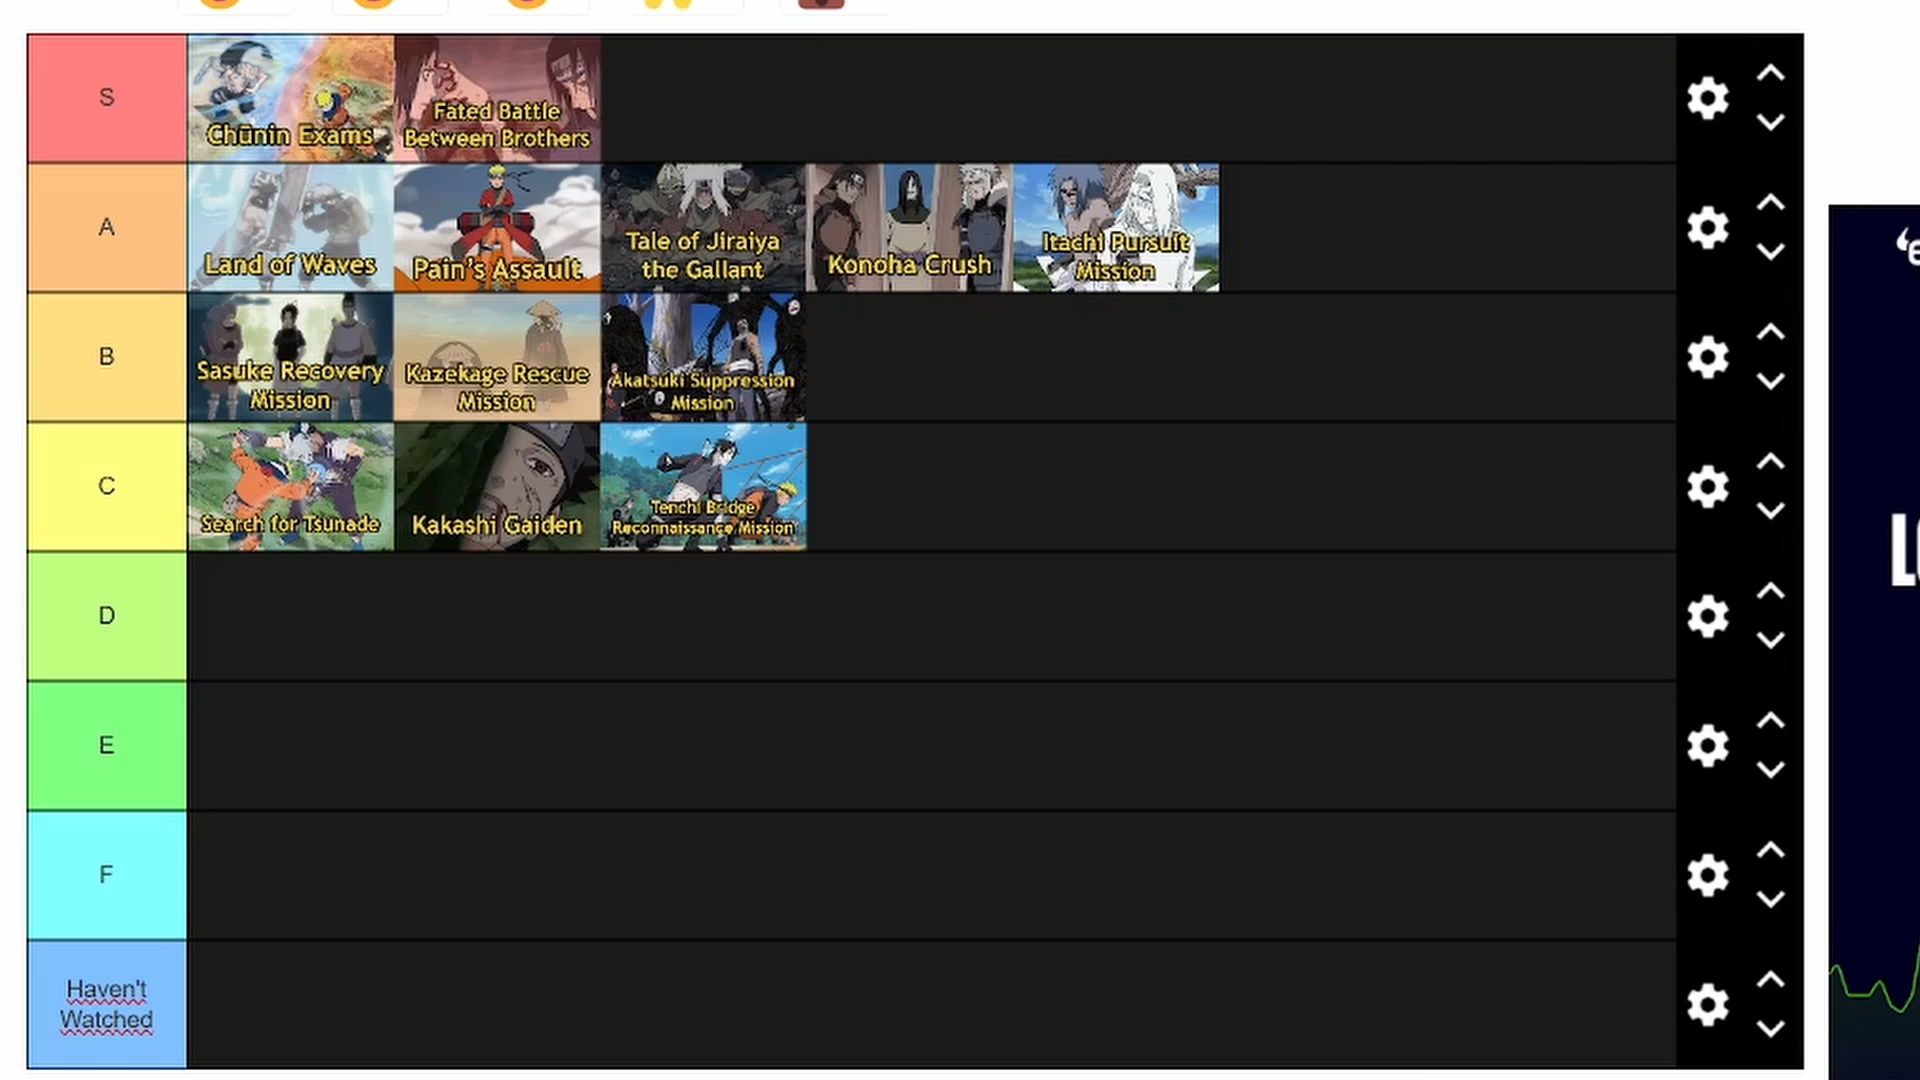 S
Chūnin Exams
Fated Battle
Between Brothers
A
Land of Waves
Pain's Assault
Tale of Jiraiya
the Gallant
Konoha Crush
Itachi Pursuit
Mission
B
Sasuke Recovery
Mission
Kazekage Rescue
Mission
Akatsuki Suppression
Mission
C
Search for Tsunade
Kakashi Gaiden
Tenchi Bridge
Reconnaissance Mission
D
E
F
Haven't
Watched